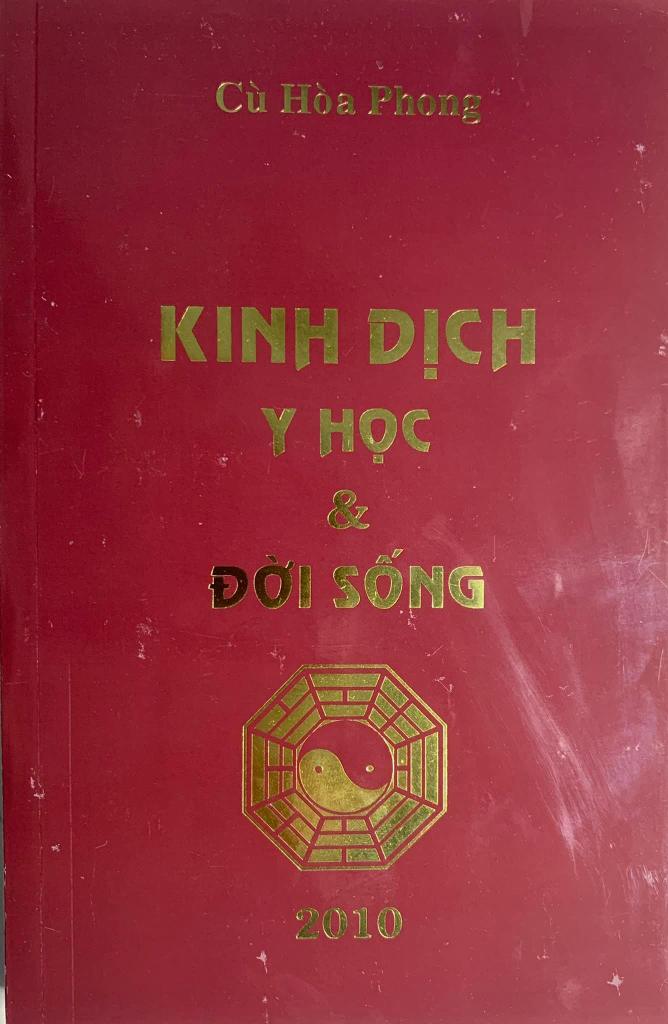 Cù Hòa Phong
KINH DỊCH
Y HỌC
&
ĐỜI SỐNG
2010